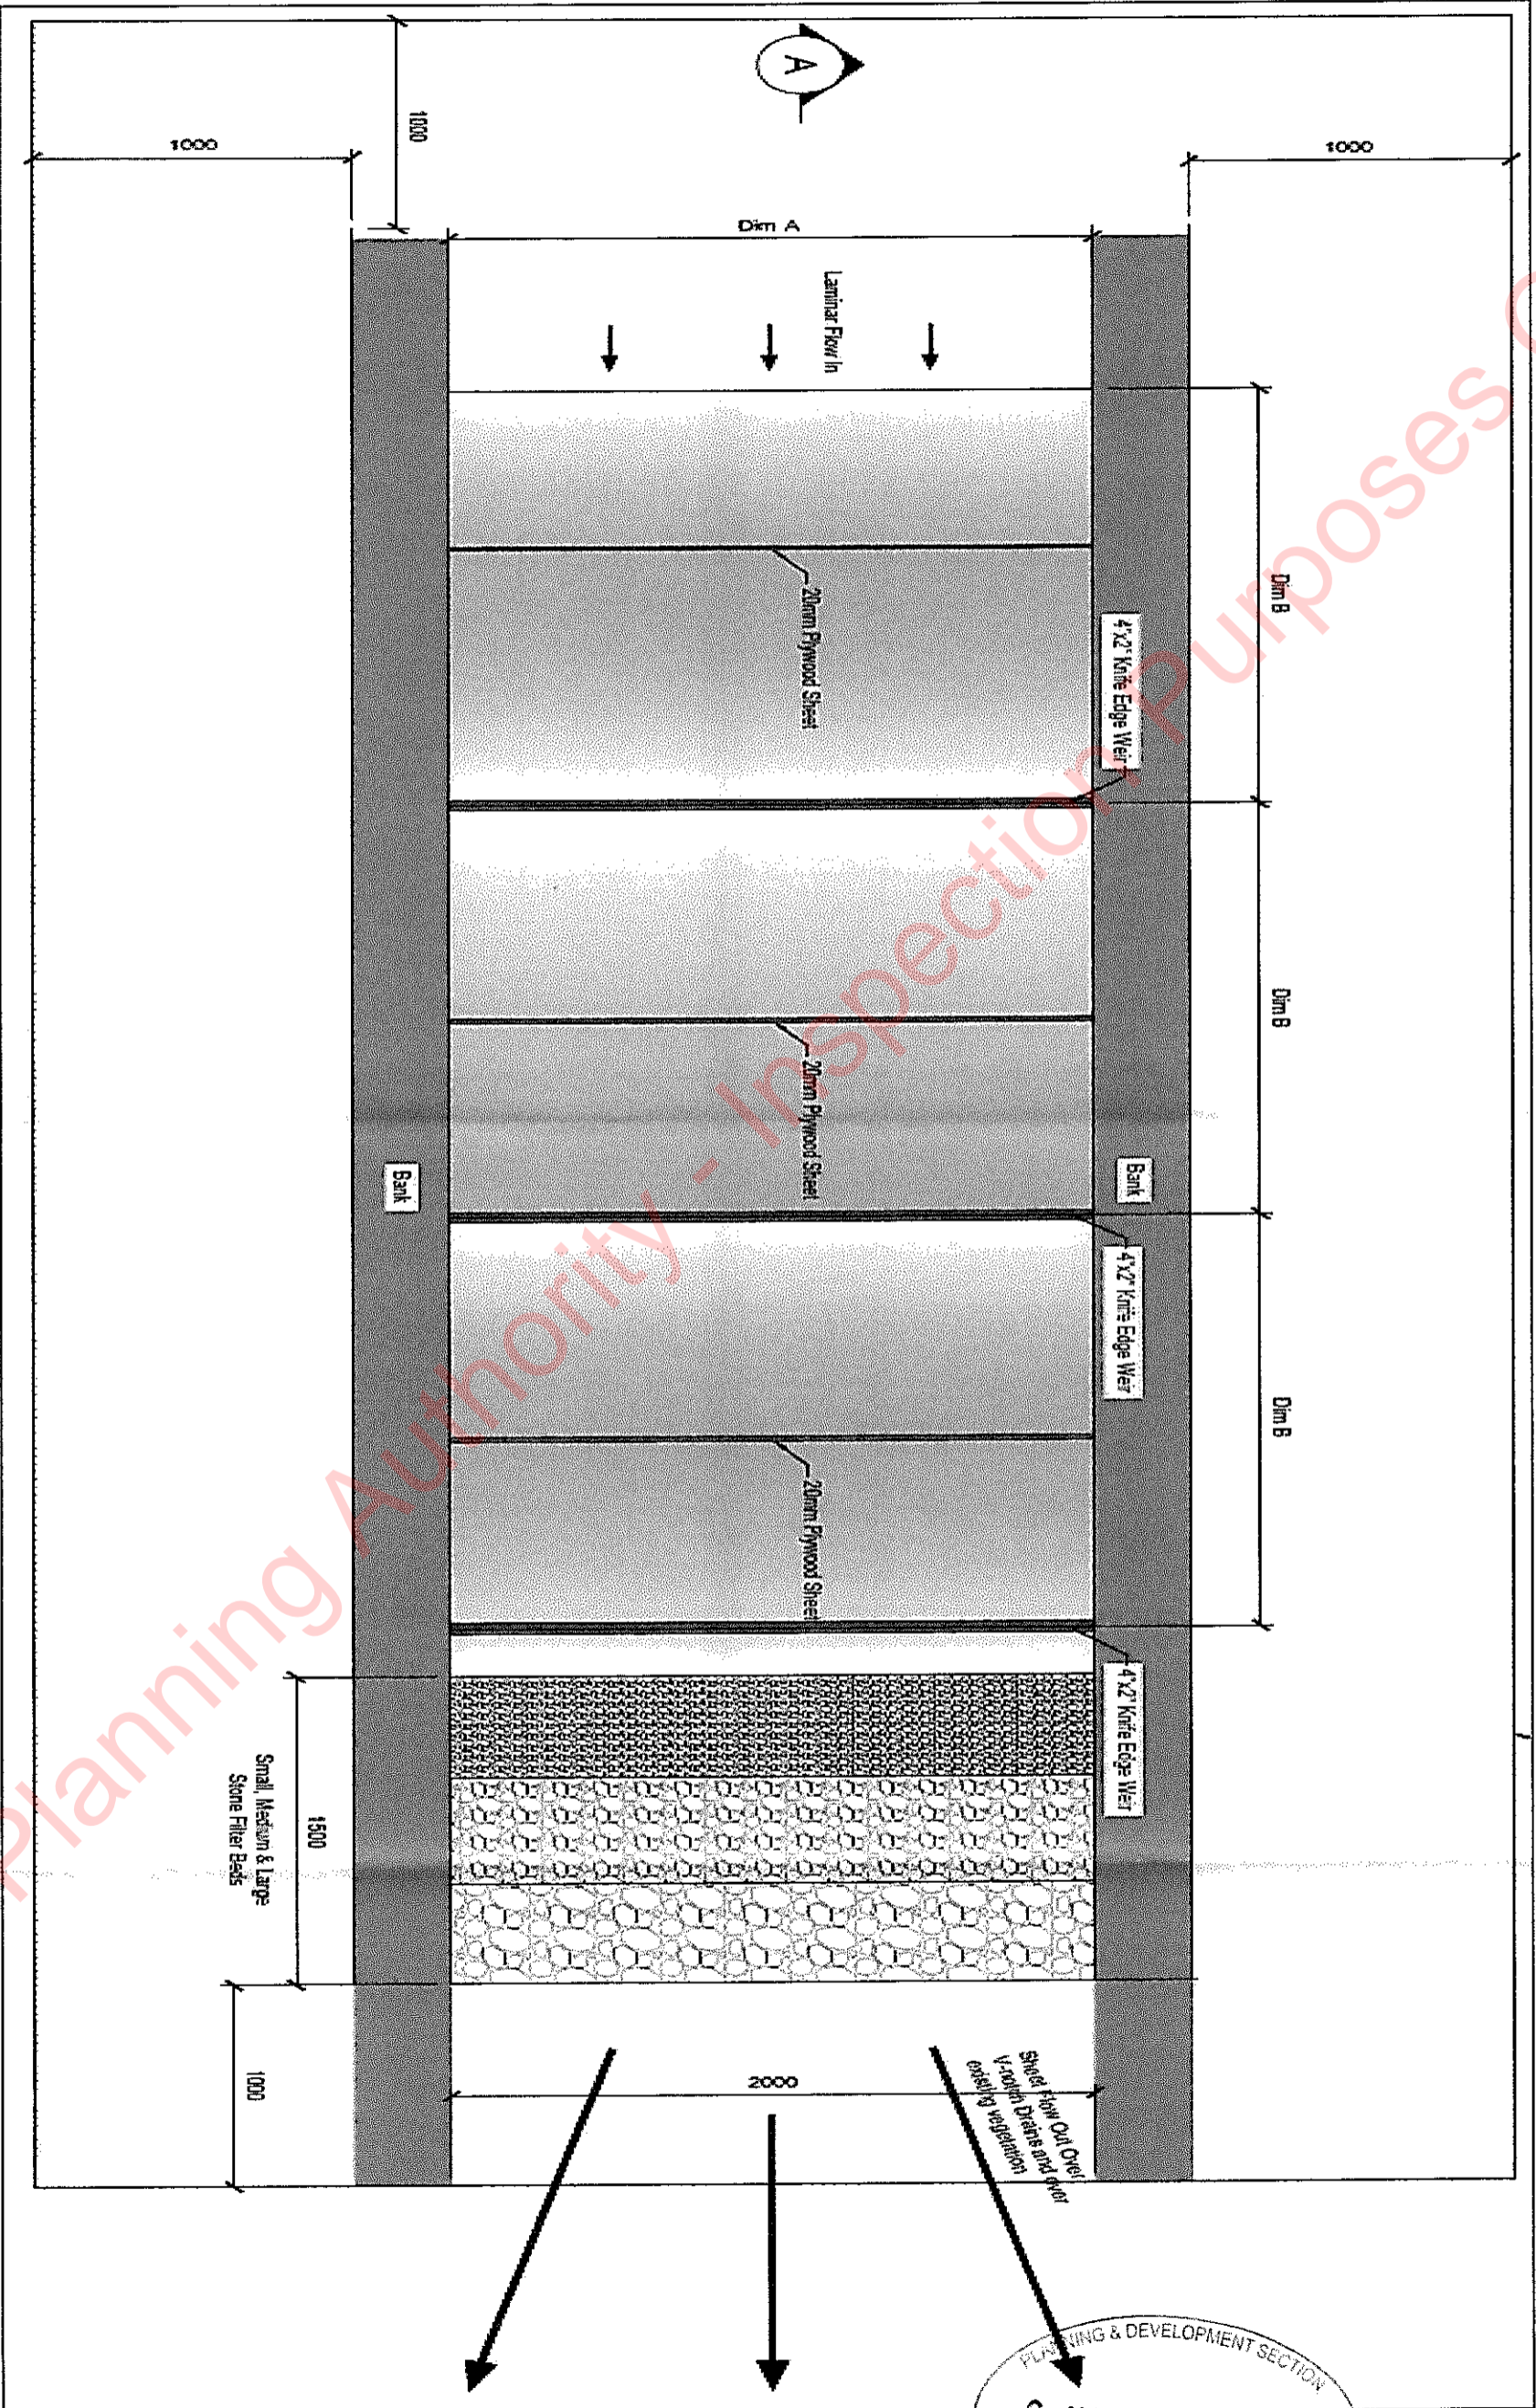 A
1000
1000
1000
Dim A
Laminar Flow In
Dim B
Dim B
Dim B
20mm Plywood Sheet
20mm Plywood Sheet
20mm Plywood Sheet
4"x2" Knife Edge Weir
4"x2" Knife Edge Weir
4"x2" Knife Edge Weir
Bank
Bank
1500
Small, Medium & Large
Stone Filter Beds
1000
2000
Sheet Flow Out Over
V-notch Drains and over
existing vegetation
Planning Authority - Inspection Purposes
PLANNING & DEVELOPMENT SECTION